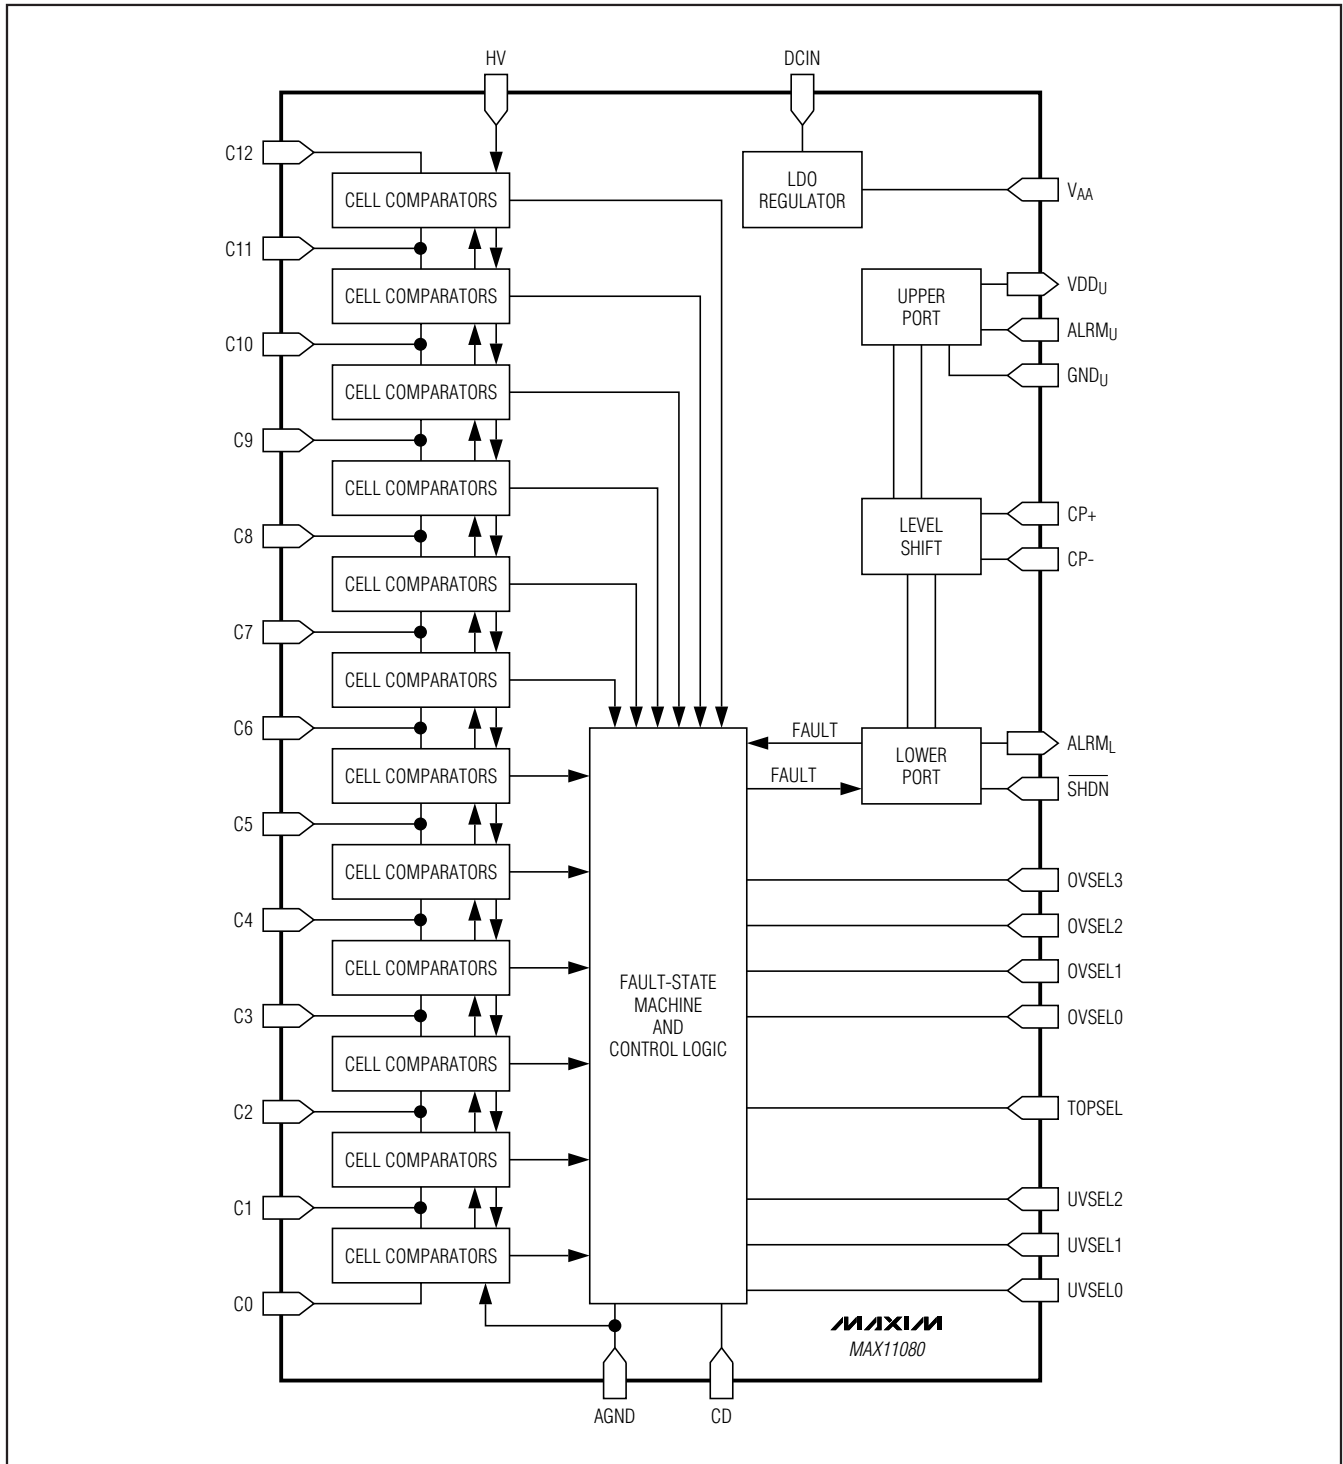 HV
DCIN
C12
CELL COMPARATORS
LDO
REGULATOR
VAA
C11
CELL COMPARATORS
UPPER
PORT
VDDU
ALRMU
GNDU
C10
CELL COMPARATORS
C9
CELL COMPARATORS
LEVEL
SHIFT
CP+
CP-
C8
CELL COMPARATORS
C7
CELL COMPARATORS
C6
CELL COMPARATORS
FAULT
FAULT
LOWER
PORT
ALRML
SHDN
C5
CELL COMPARATORS
C4
CELL COMPARATORS
C3
CELL COMPARATORS
C2
CELL COMPARATORS
C1
CELL COMPARATORS
C0
FAULT-STATE
MACHINE
AND
CONTROL LOGIC
OVSEL3
OVSEL2
OVSEL1
OVSEL0
TOPSEL
UVSEL2
UVSEL1
UVSEL0
MAXIM
MAX11080
AGND
CD